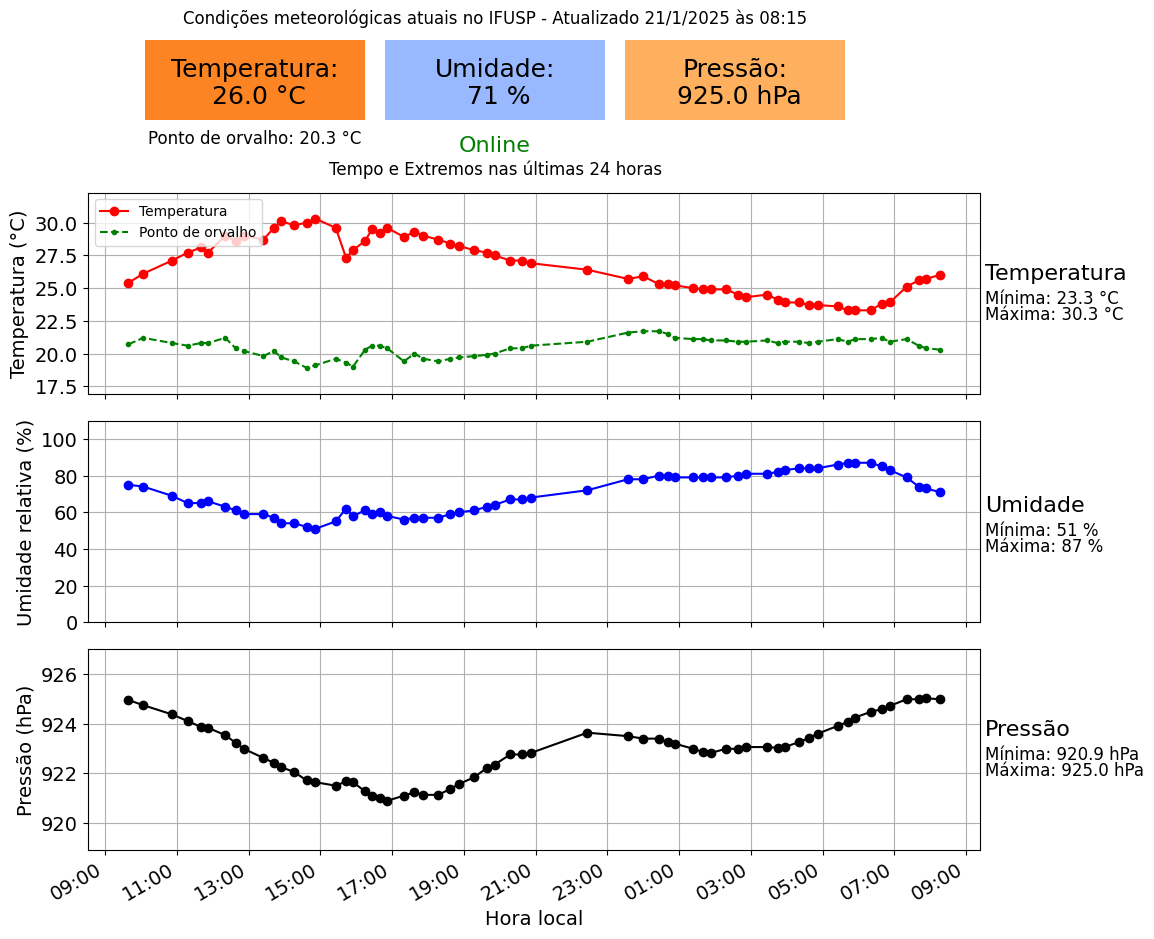 Condições meteorológicas atuais no IFUSP - Atualizado 21/1/2025 às 08:15
Temperatura:
26.0 °C
Umidade:
71 %
Pressão:
925.0 hPa
Ponto de orvalho: 20.3 °C
Online
Tempo e Extremos nas últimas 24 horas
Temperatura (°C)
30.0
27.5
25.0
22.5
20.0
17.5
Temperatura
Ponto de orvalho
Temperatura
Mínima: 23.3 °C
Máxima: 30.3 °C
Umidade relativa (%)
100
80
60
40
20
0
Umidade
Mínima: 51 %
Máxima: 87 %
Pressão (hPa)
926
924
922
920
Pressão
Mínima: 920.9 hPa
Máxima: 925.0 hPa
09:00
11:00
13:00
15:00
17:00
19:00
21:00
23:00
01:00
03:00
05:00
07:00
09:00
Hora local